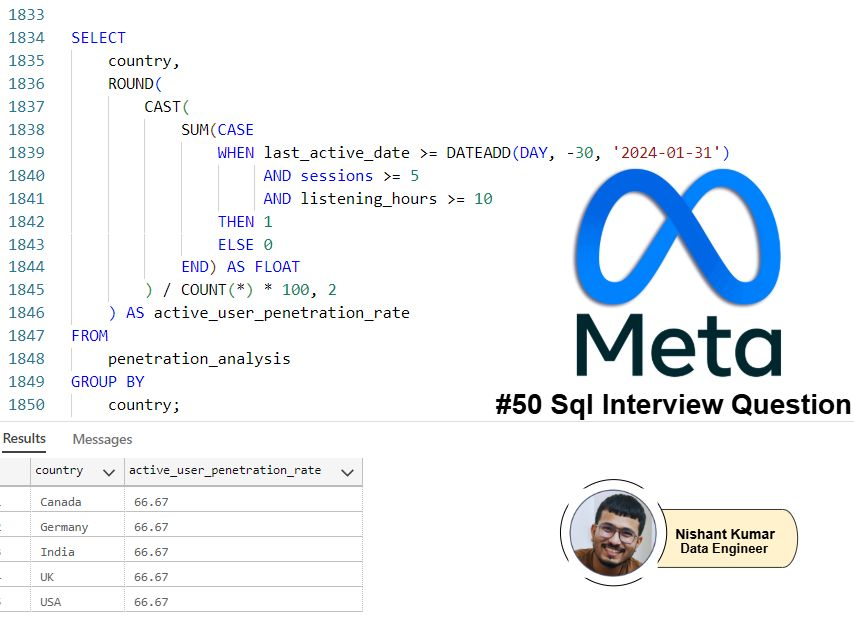 1833
1834 SELECT
1835 country,
1836 ROUND(
1837 CAST(
1838 SUM(CASE
1839 WHEN last_active_date >= DATEADD(DAY, -30, '2024-01-31')
1840 AND sessions >= 5
1841 AND listening_hours >= 10
1842 THEN 1
1843 ELSE 0
1844 END) AS FLOAT
1845 ) / COUNT(*) * 100, 2
1846 ) AS active_user_penetration_rate
1847 FROM
1848 penetration_analysis
1849 GROUP BY
1850 country;
Meta
#50 Sql Interview Question
Results Messages
country active_user_penetration_rate
Canada 66.67
Germany 66.67
India 66.67
UK 66.67
USA 66.67
Nishant Kumar
Data Engineer